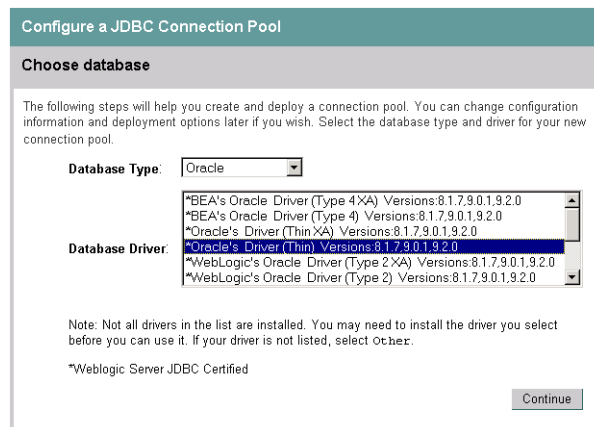 Configure a JDBC Connection Pool
Choose database
The following steps will help you create and deploy a connection pool. You can change configuration
information and deployment options later if you wish. Select the database type and driver for your new
connection pool.
Database Type: Oracle
*BEA's Oracle Driver (Type 4 XA) Versions:8.1.7,9.0.1,9.2.0
*BEA's Oracle Driver (Type 4) Versions:8.1.7,9.0.1,9.2.0
*Oracle's Driver (Thin XA) Versions:8.1.7,9.0.1,9.2.0
Database Driver: *Oracle's Driver (Thin) Versions:8.1.7,9.0.1,9.2.0
*WebLogic's Oracle Driver (Type 2 XA) Versions:8.1.7,9.0.1,9.2.0
*WebLogic's Oracle Driver (Type 2) Versions:8.1.7,9.0.1,9.2.0
Note: Not all drivers in the list are installed. You may need to install the driver you select
before you can use it. If your driver is not listed, select Other.
*Weblogic Server JDBC Certified
Continue